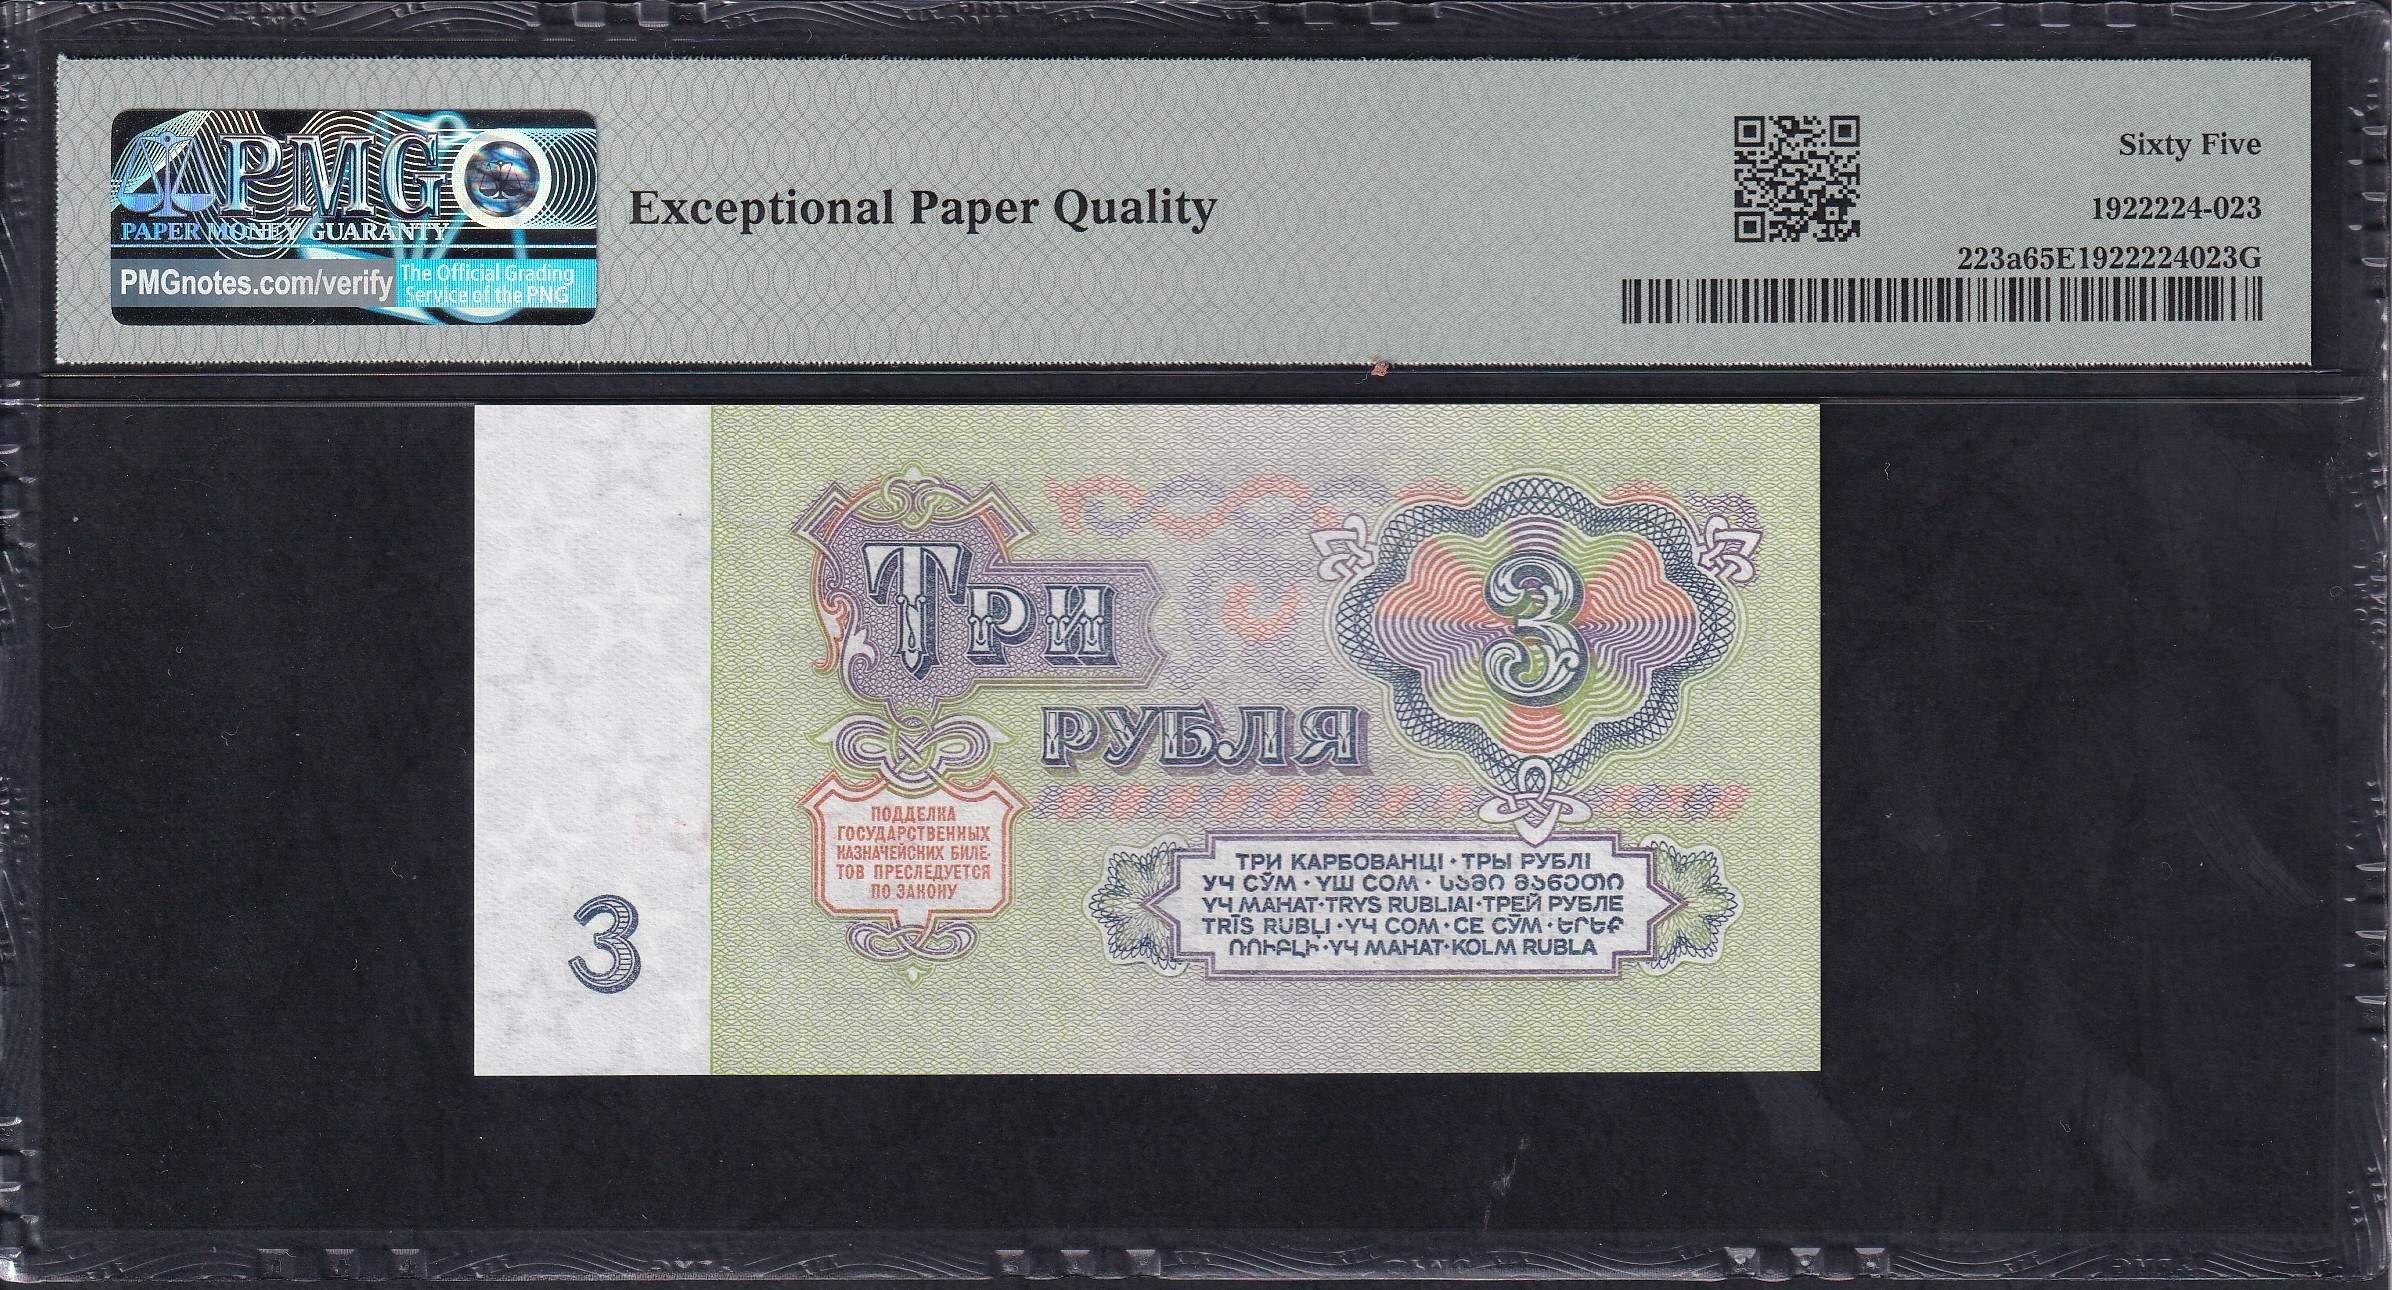 PMG
PAPER MONEY GUARANTY
PMGnotes.com/verify
The Official Grading
Service of the PNG
Exceptional Paper Quality
Sixty Five
1922224-023
223a65E1922224023G
ТРИ
РУБЛЯ
3
ПОДДЕЛКА
ГОСУДАРСТВЕННЫХ
КАЗНАЧЕЙСКИХ БИЛЕ-
ТОВ ПРЕСЛЕДУЕТСЯ
ПО ЗАКОНУ
3
ТРИ КАРБОВАНЦІ · ТРЫ РУБЛІ
УЧ СЎМ · ҮШ СОМ · ႱᲐᲛᲘ ᲛᲐᲜᲔᲗᲘ
ҮЧ МАНАТ · TRYS RUBLIAI · ТРЕЙ РУБЛЕ
TRĪS RUBĻI · ҮЧ СОМ · СЕ СӮМ · ԵՐԵՔ
ՌՈՒԲԼԻ · ҮЧ МАНАТ · KOLM RUBLA